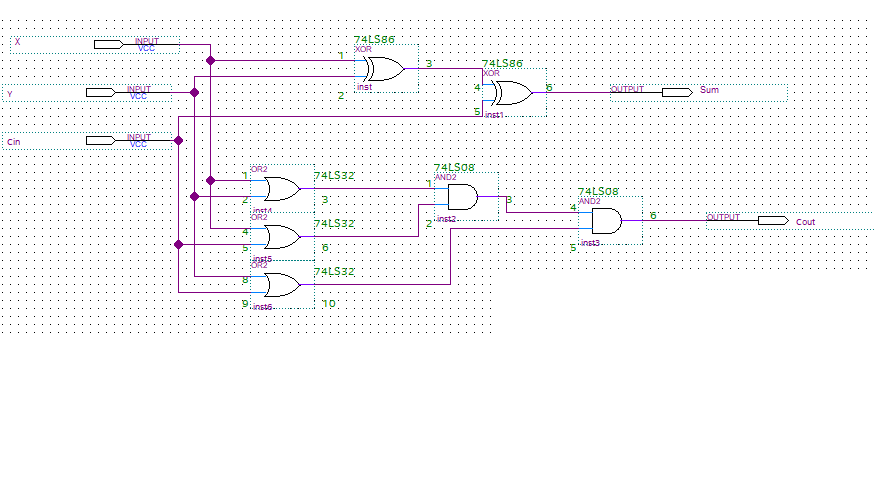 74LS86
X
INPUT
VCC
XOR
1
3
2
inst
74LS86
XOR
4
6
5
inst1
OUTPUT
Sum
Y
INPUT
VCC
Cin
INPUT
VCC
OR2
74LS32
1
2
3
inst4
OR2
74LS32
4
5
6
inst5
OR2
74LS32
8
9
10
inst6
74LS08
AND2
1
3
2
inst2
74LS08
AND2
4
6
5
inst3
OUTPUT
Cout